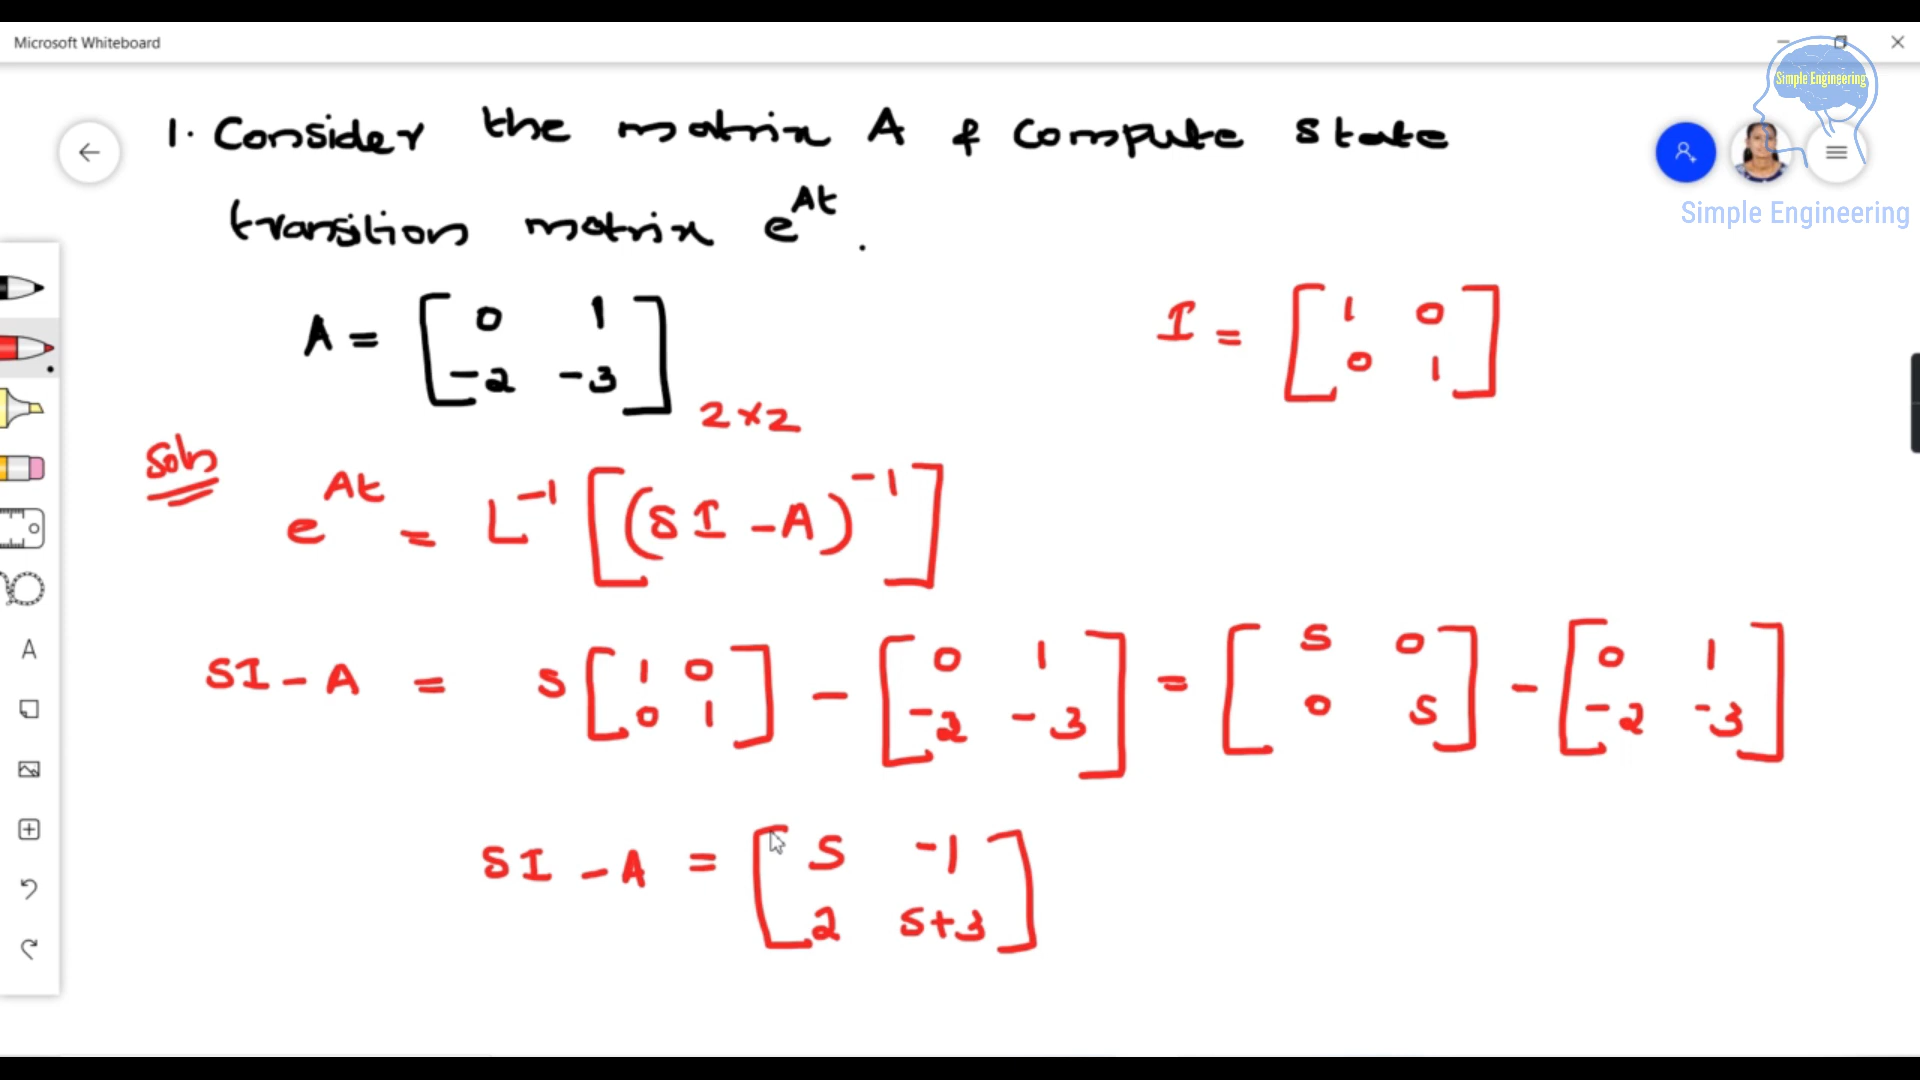 Microsoft Whiteboard
Simple Engineering
Simple Engineering
1. Consider the matrix A & compute state
transition matrix e^At.
A = [0 1; -2 -3] 2×2
I = [1 0; 0 1]
Soln
e^At = L^-1 [(SI - A)^-1]
SI - A = S [1 0; 0 1] - [0 1; -2 -3] = [S 0; 0 S] - [0 1; -2 -3]
SI - A = [S -1; 2 S+3]
A